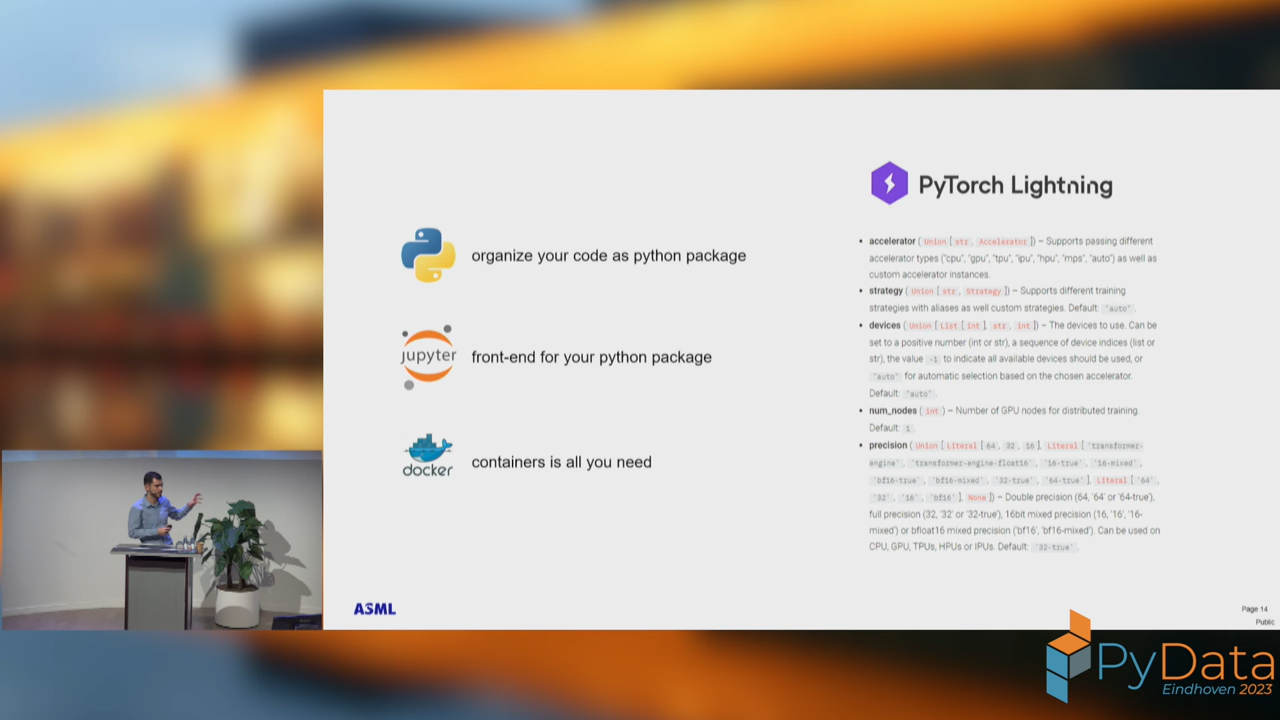 organize your code as python package
jupyter
front-end for your python package
docker
containers is all you need
PyTorch Lightning
• accelerator ( Union [ str , Accelerator ]) – Supports passing different
accelerator types ("cpu", "gpu", "tpu", "ipu", "hpu", "mps", "auto") as well as
custom accelerator instances.
• strategy ( Union [ str , Strategy ]) – Supports different training
strategies with aliases as well custom strategies. Default: "auto" .
• devices ( Union [ List [ int ], str , int ]) – The devices to use. Can be
set to a positive number (int or str), a sequence of device indices (list or
str), the value -1 to indicate all available devices should be used, or
"auto" for automatic selection based on the chosen accelerator.
Default: "auto" .
• num_nodes ( int ) – Number of GPU nodes for distributed training.
Default: 1 .
• precision ( Union [ Literal [ 64 , 32 , 16 ], Literal [ 'transformer-
engine' , 'transformer-engine-float16' , '16-true' , '16-mixed' ,
'bf16-true' , 'bf16-mixed' , '32-true' , '64-true' ], Literal [ '64' ,
'32' , '16' , 'bf16' ], None ]) – Double precision (64, '64' or '64-true'),
full precision (32, '32' or '32-true'), 16bit mixed precision (16, '16', '16-
mixed') or bfloat16 mixed precision ('bf16', 'bf16-mixed'). Can be used on
CPU, GPU, TPUs, HPUs or IPUs. Default: '32-true' .
ASML
Page 14
Public
PyData
Eindhoven 2023